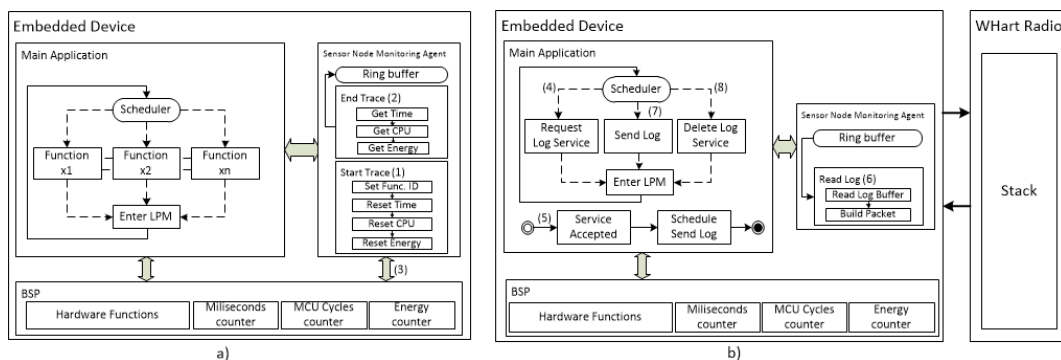 Embedded Device
Main Application
Scheduler
Function
x1
Function
x2
Function
xn
Enter LPM
Sensor Node Monitoring Agent
Ring buffer
End Trace (2)
Get Time
Get CPU
Get Energy
Start Trace (1)
Set Func. ID
Reset Time
Reset CPU
Reset Energy
(3)
BSP
Hardware Functions
Miliseconds
counter
MCU Cycles
counter
Energy
counter
a)
Embedded Device
Main Application
Scheduler
(4)
(7)
(8)
Request
Log Service
Send Log
Delete Log
Service
Enter LPM
(5)
Service
Accepted
Schedule
Send Log
Sensor Node Monitoring Agent
Ring buffer
Read Log (6)
Read Log Buffer
Build Packet
BSP
Hardware Functions
Miliseconds
counter
MCU Cycles
counter
Energy
counter
b)
WHart Radio
Stack